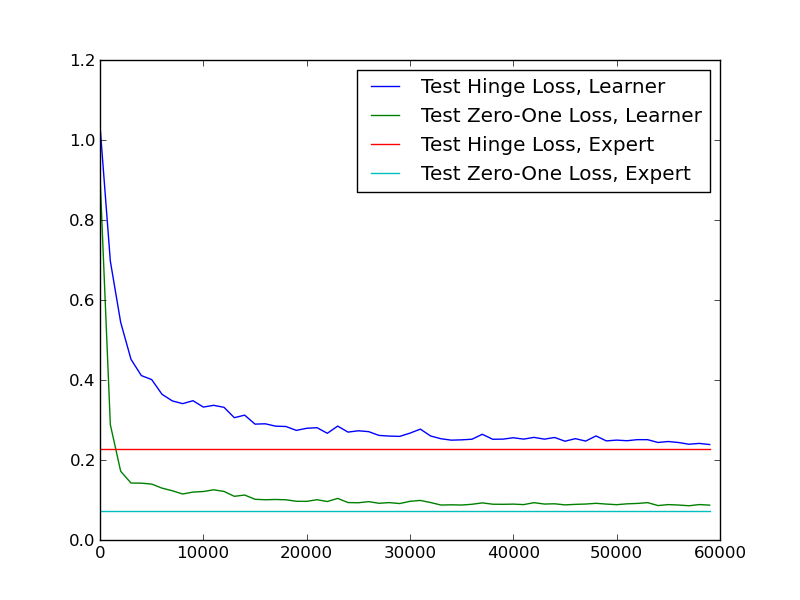 1.2
1.0
0.8
0.6
0.4
0.2
0.0
Test Hinge Loss, Learner
Test Zero-One Loss, Learner
Test Hinge Loss, Expert
Test Zero-One Loss, Expert
0 10000 20000 30000 40000 50000 60000